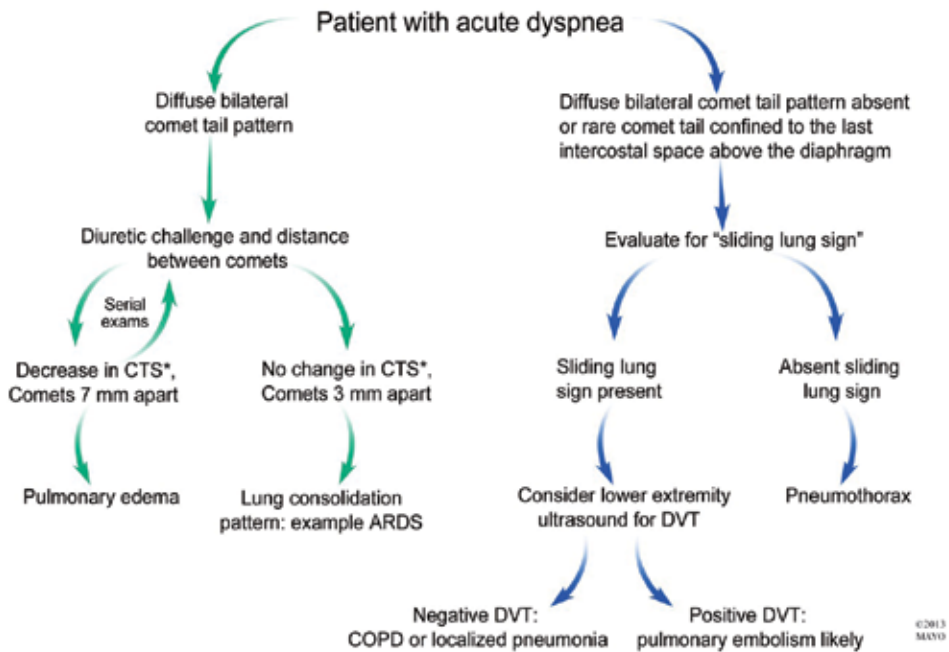 Patient with acute dyspnea
Diffuse bilateral
comet tail pattern
Diffuse bilateral comet tail pattern absent
or rare comet tail confined to the last
intercostal space above the diaphragm
Diuretic challenge and distance
between comets
Evaluate for “sliding lung sign”
Serial
exams
Decrease in CTS*,
Comets 7 mm apart
No change in CTS*,
Comets 3 mm apart
Sliding lung
sign present
Absent sliding
lung sign
Pulmonary edema
Lung consolidation
pattern: example ARDS
Consider lower extremity
ultrasound for DVT
Pneumothorax
Negative DVT:
COPD or localized pneumonia
Positive DVT:
pulmonary embolism likely
©2013
MAYO